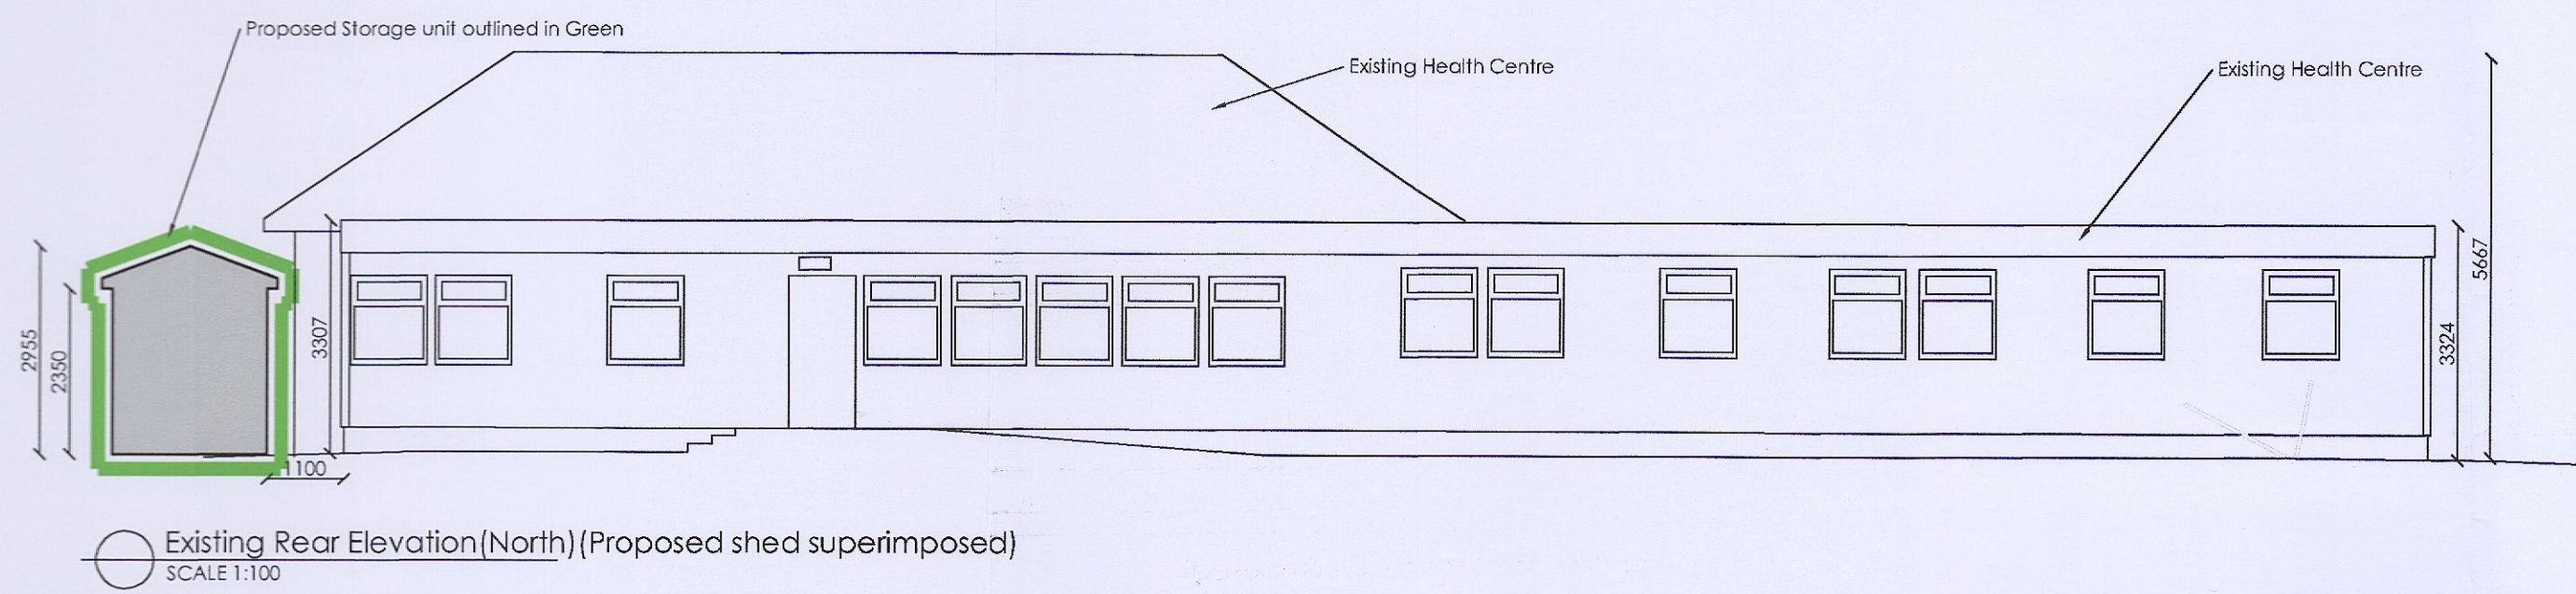 Proposed Storage unit outlined in Green
Existing Health Centre
Existing Health Centre
2955
2350
3307
1100
3324
5667
Existing Rear Elevation(North)(Proposed shed superimposed)
SCALE 1:100